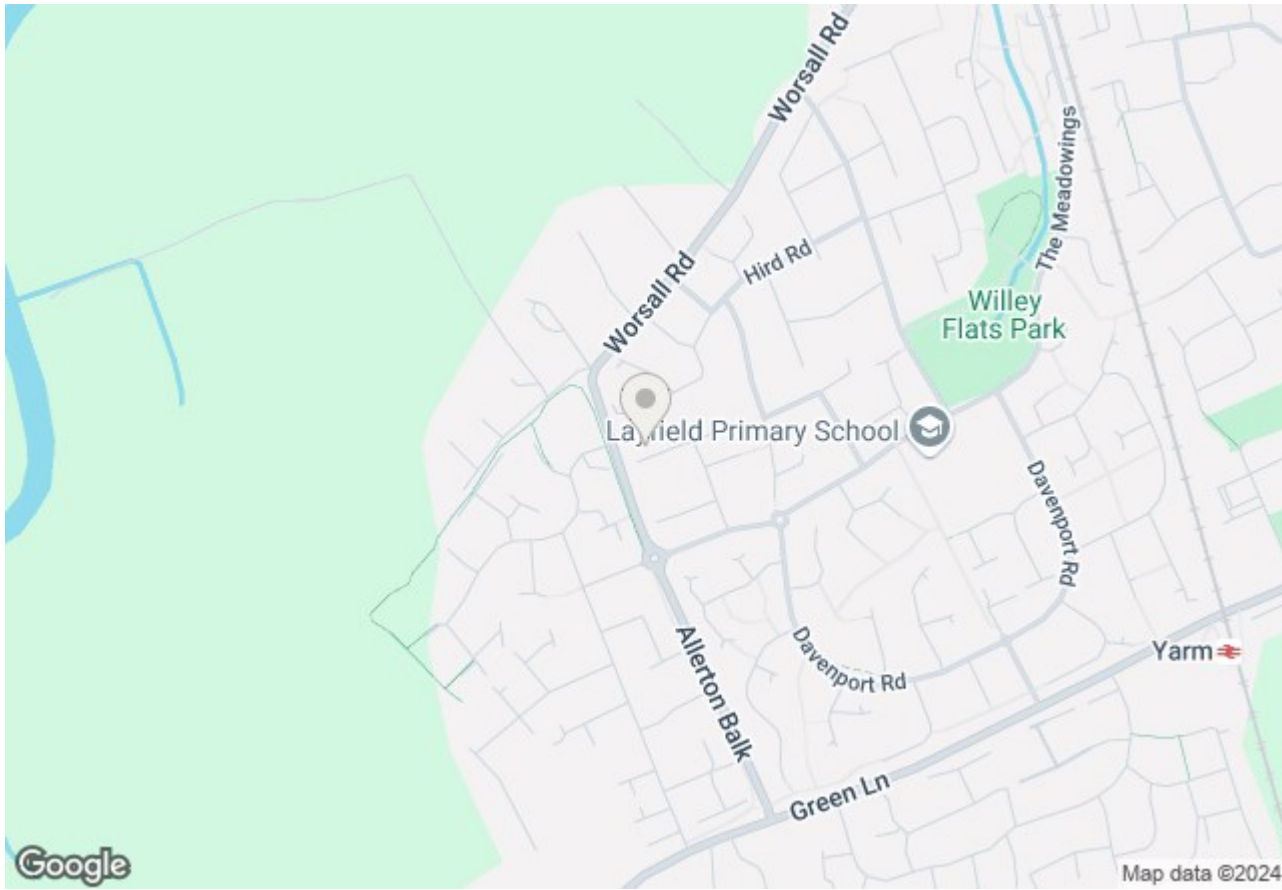 Worsall Rd
The Meadowings
Hird Rd
Willey
Flats Park
Worsall Rd
Layfield Primary School
Davenport Rd
Allerton Balk
Davenport Rd
Yarm
Green Ln
Google
Map data ©2024